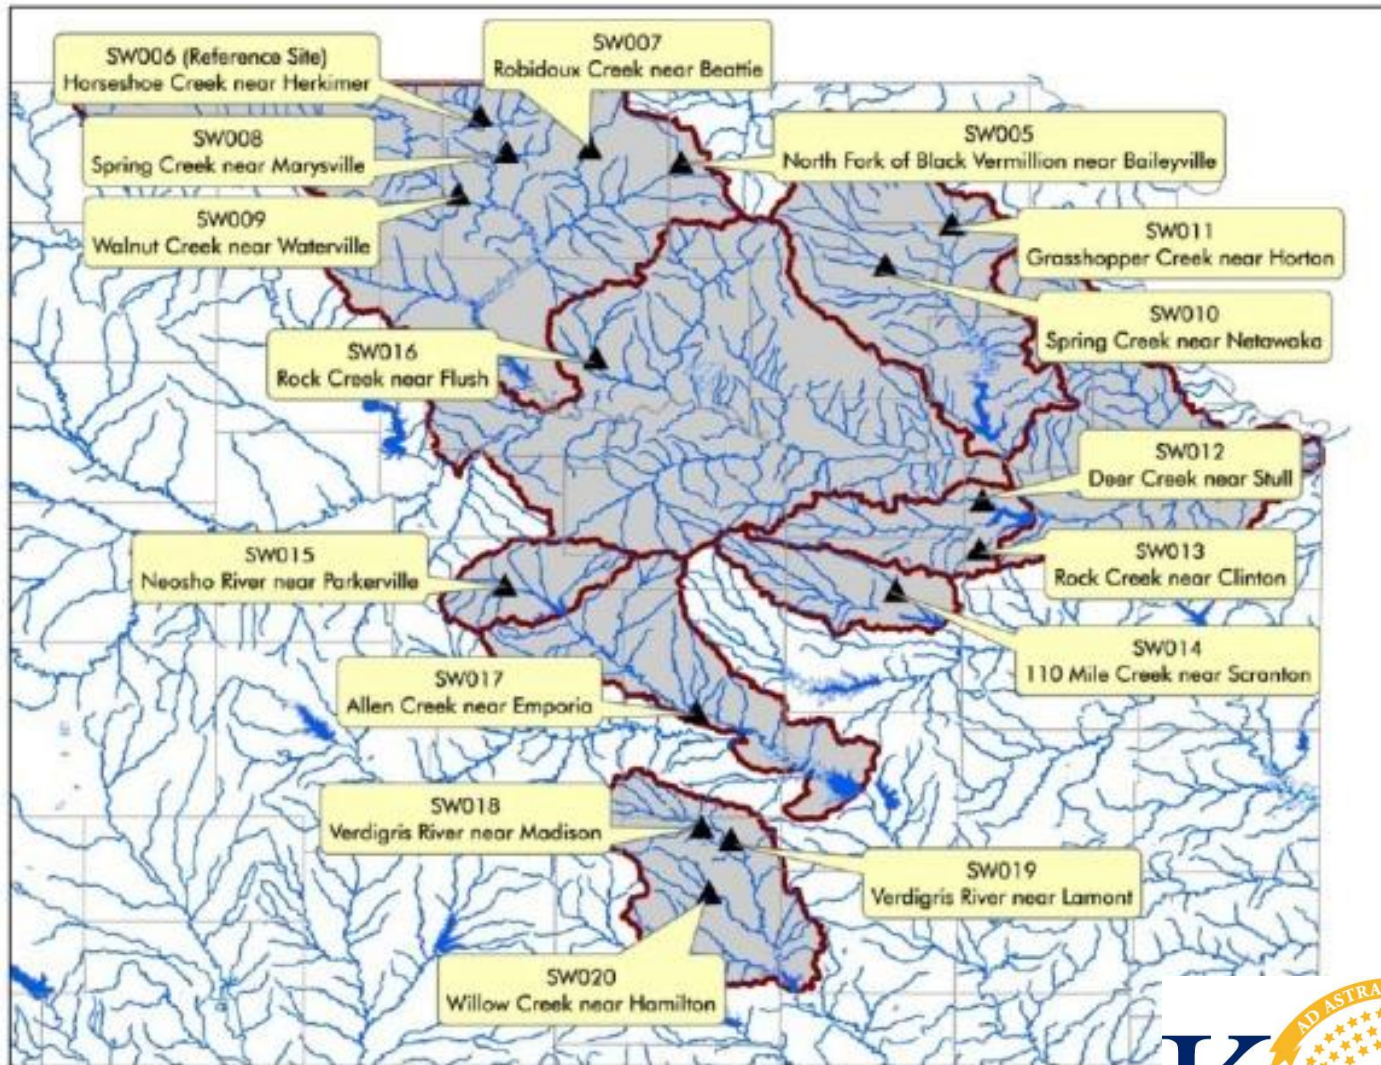 SW006 (Reference Site)
Horseshoe Creek near Herkimer
SW007
Robidoux Creek near Beattie
SW008
Spring Creek near Marysville
SW005
North Fork of Black Vermillion near Baileyville
SW009
Walnut Creek near Waterville
SW011
Grasshopper Creek near Horton
SW010
Spring Creek near Netawaka
SW016
Rock Creek near Flush
SW012
Deer Creek near Stull
SW015
Neosho River near Parkerville
SW013
Rock Creek near Clinton
SW014
110 Mile Creek near Scranton
SW017
Allen Creek near Emporia
SW018
Verdigris River near Madison
SW019
Verdigris River near Lamont
SW020
Willow Creek near Hamilton
AD ASTRA
K